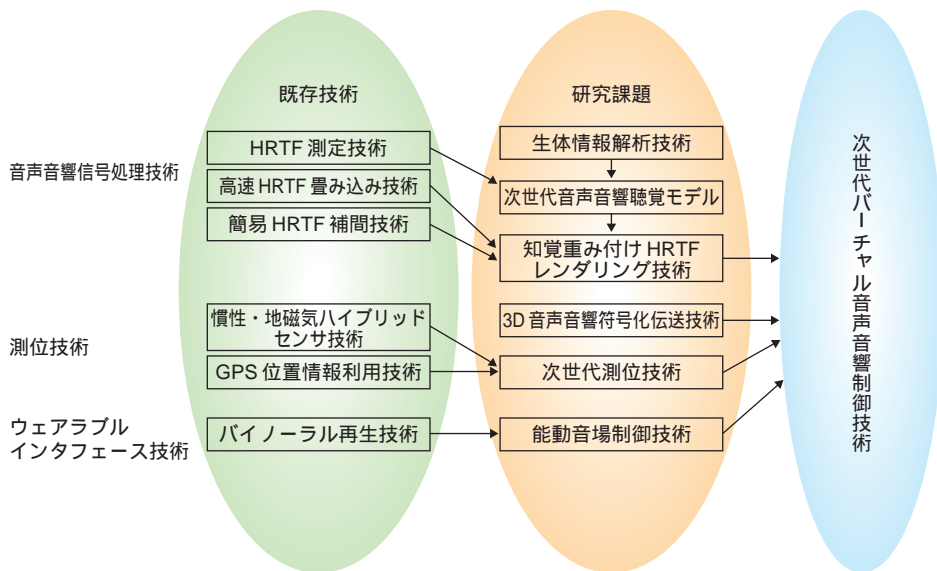 既存技術
研究課題
次世代バーチャル音声音響制御技術
音声音響信号処理技術
HRTF 測定技術
高速 HRTF 畳み込み技術
簡易 HRTF 補間技術
生体情報解析技術
次世代音声音響聴覚モデル
知覚重み付け HRTF
レンダリング技術
測位技術
慣性・地磁気ハイブリッド
センサ技術
GPS 位置情報利用技術
3D 音声音響符号化伝送技術
次世代測位技術
ウェアラブル
インタフェース技術
バイノーラル再生技術
能動音場制御技術